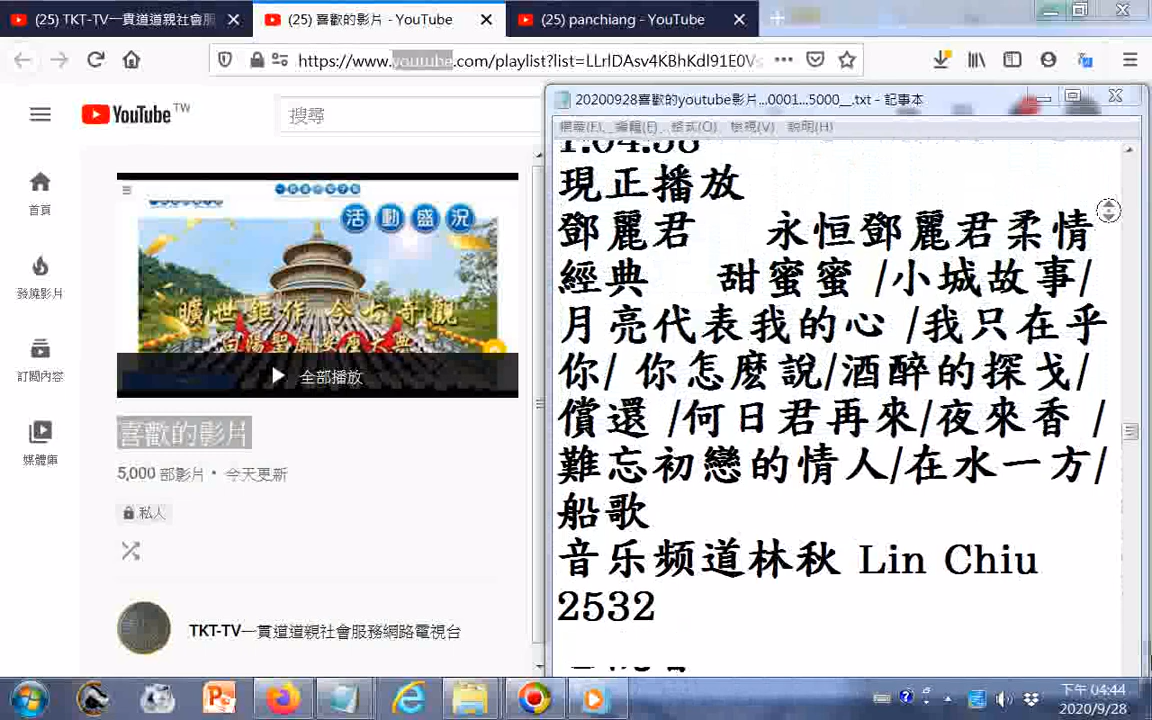 (25) TKT-TV一貫道道親社會服
(25) 喜歡的影片 - YouTube
(25) panchiang - YouTube
https://www.youtube.com/playlist?list=LLrlDAsv4KBhKdl91E0Vs
YouTube TW
搜尋
首頁
發燒影片
訂閱內容
媒體庫
活動盛況
曠世鉅作 今古奇觀
全部播放
喜歡的影片
5,000 部影片・今天更新
私人
TKT-TV一貫道道親社會服務網路電視台
20200928喜歡的youtube影片...0001...5000__.txt - 記事本
檔案(F) 編輯(E) 格式(O) 檢視(V) 說明(H)
1:04:58
現正播放
鄧麗君 永恒鄧麗君柔情
經典 甜蜜蜜 /小城故事/
月亮代表我的心 /我只在乎
你/ 你怎麽說/酒醉的探戈/
償還 /何日君再來/夜來香 /
難忘初戀的情人/在水一方/
船歌
音乐频道林秋 Lin Chiu
2532
下午 04:44
2020/9/28